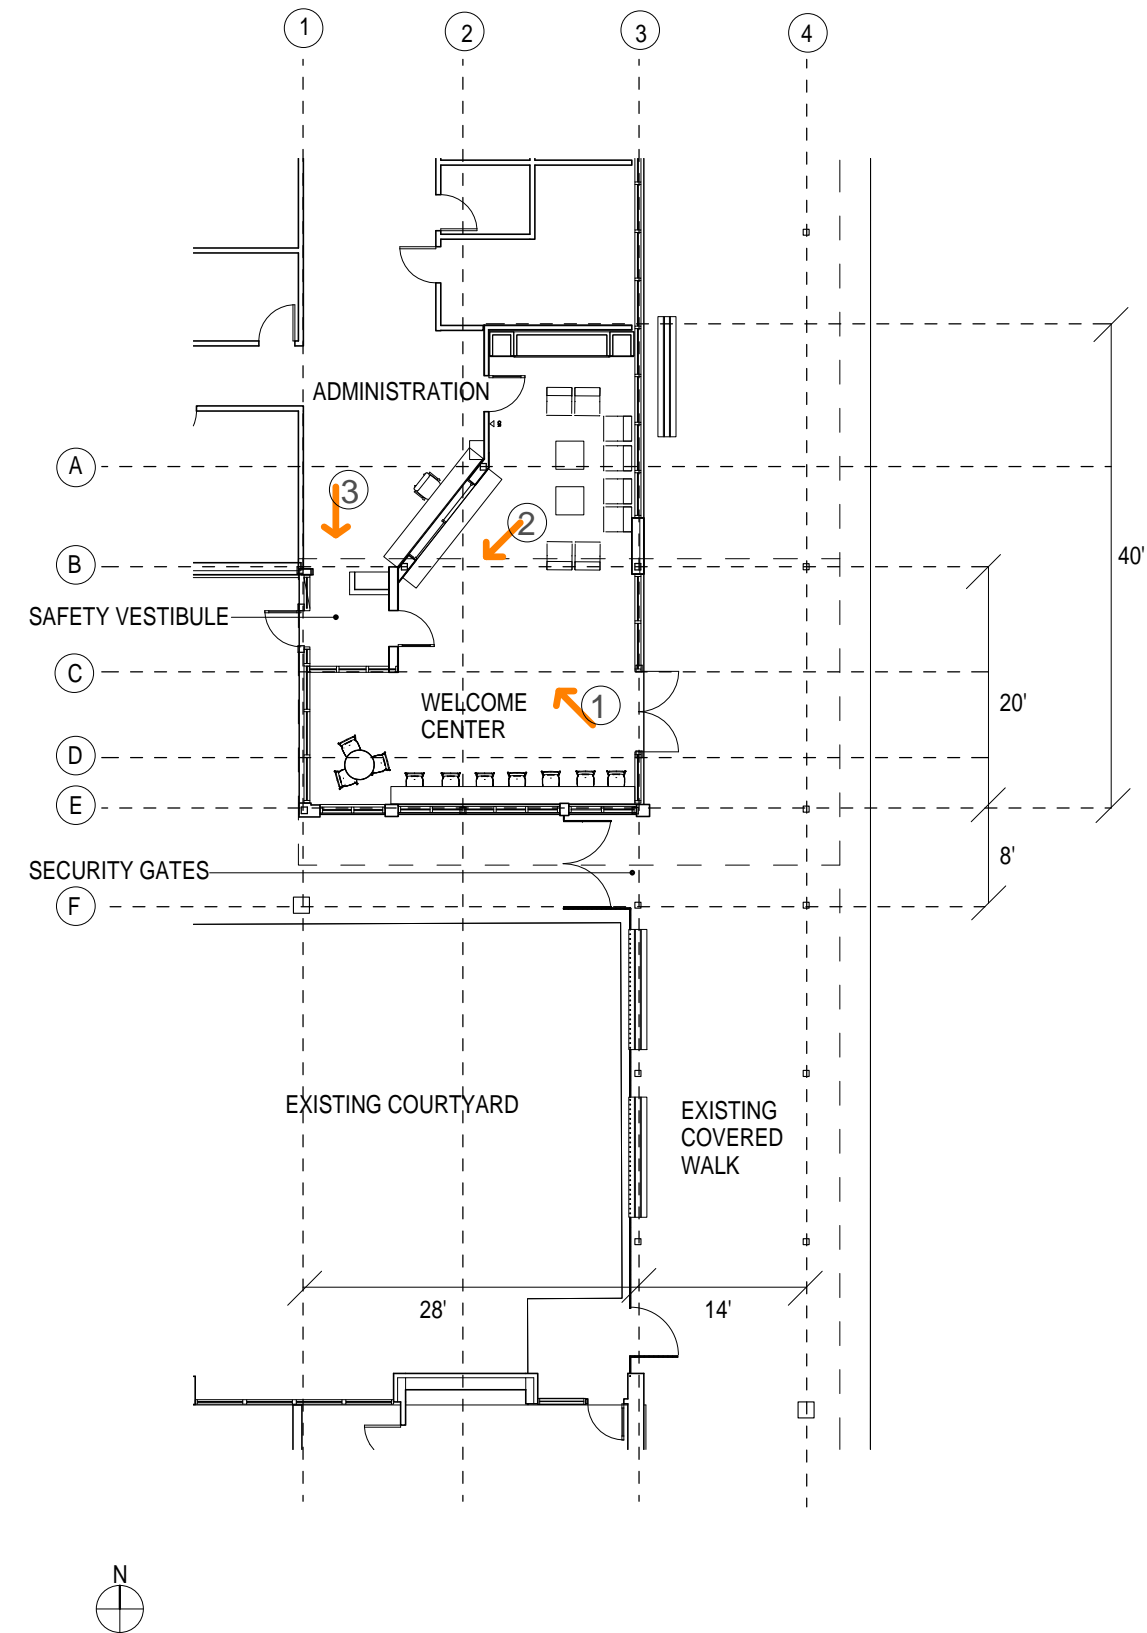 1
2
3
4
ADMINISTRATION
A
3
2
B
40'
SAFETY VESTIBULE
C
WELCOME
CENTER
1
20'
D
E
8'
SECURITY GATES
F
EXISTING COURTYARD
EXISTING
COVERED
WALK
28'
14'
N